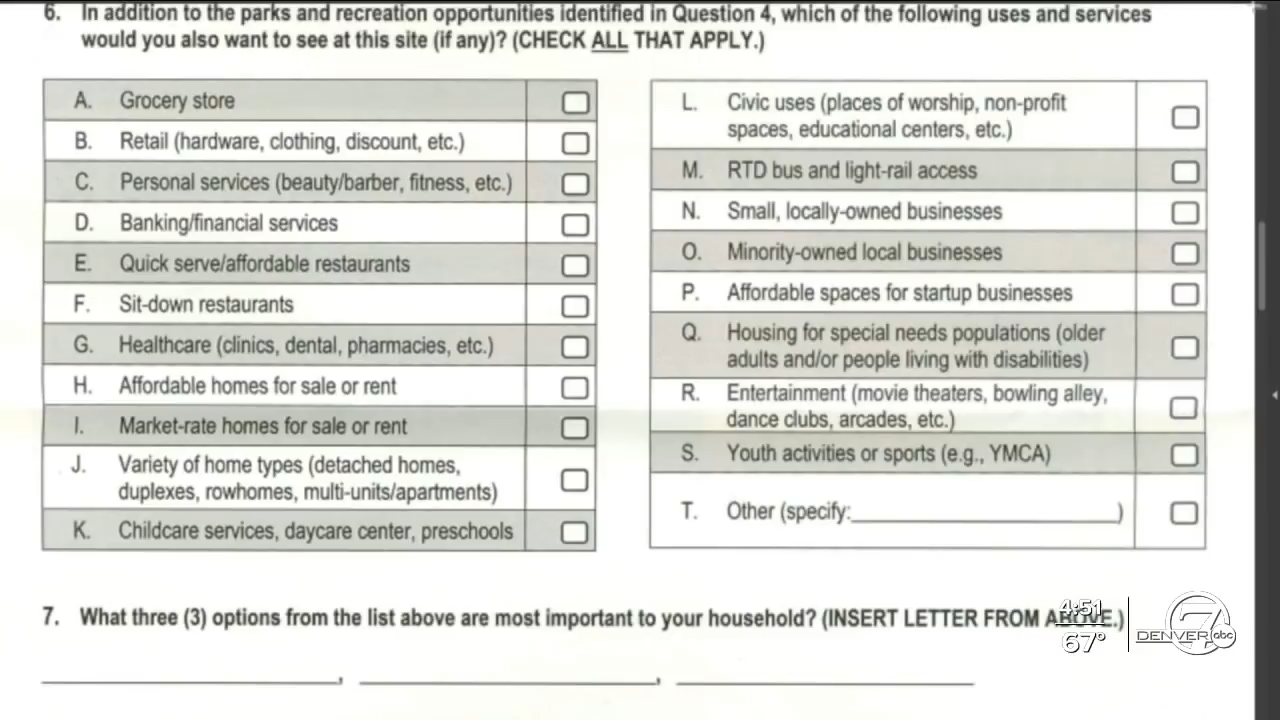 6. In addition to the parks and recreation opportunities identified in Question 4, which of the following uses and services
would you also want to see at this site (if any)? (CHECK ALL THAT APPLY.)
A. Grocery store
B. Retail (hardware, clothing, discount, etc.)
C. Personal services (beauty/barber, fitness, etc.)
D. Banking/financial services
E. Quick serve/affordable restaurants
F. Sit-down restaurants
G. Healthcare (clinics, dental, pharmacies, etc.)
H. Affordable homes for sale or rent
I. Market-rate homes for sale or rent
J. Variety of home types (detached homes,
duplexes, rowhomes, multi-units/apartments)
K. Childcare services, daycare center, preschools
L. Civic uses (places of worship, non-profit
spaces, educational centers, etc.)
M. RTD bus and light-rail access
N. Small, locally-owned businesses
O. Minority-owned local businesses
P. Affordable spaces for startup businesses
Q. Housing for special needs populations (older
adults and/or people living with disabilities)
R. Entertainment (movie theaters, bowling alley,
dance clubs, arcades, etc.)
S. Youth activities or sports (e.g., YMCA)
T. Other (specify:____________________)
7. What three (3) options from the list above are most important to your household? (INSERT LETTER FROM ABOVE.)
____________________, ____________________, ____________________
4:51
67°
7
DENVER abc